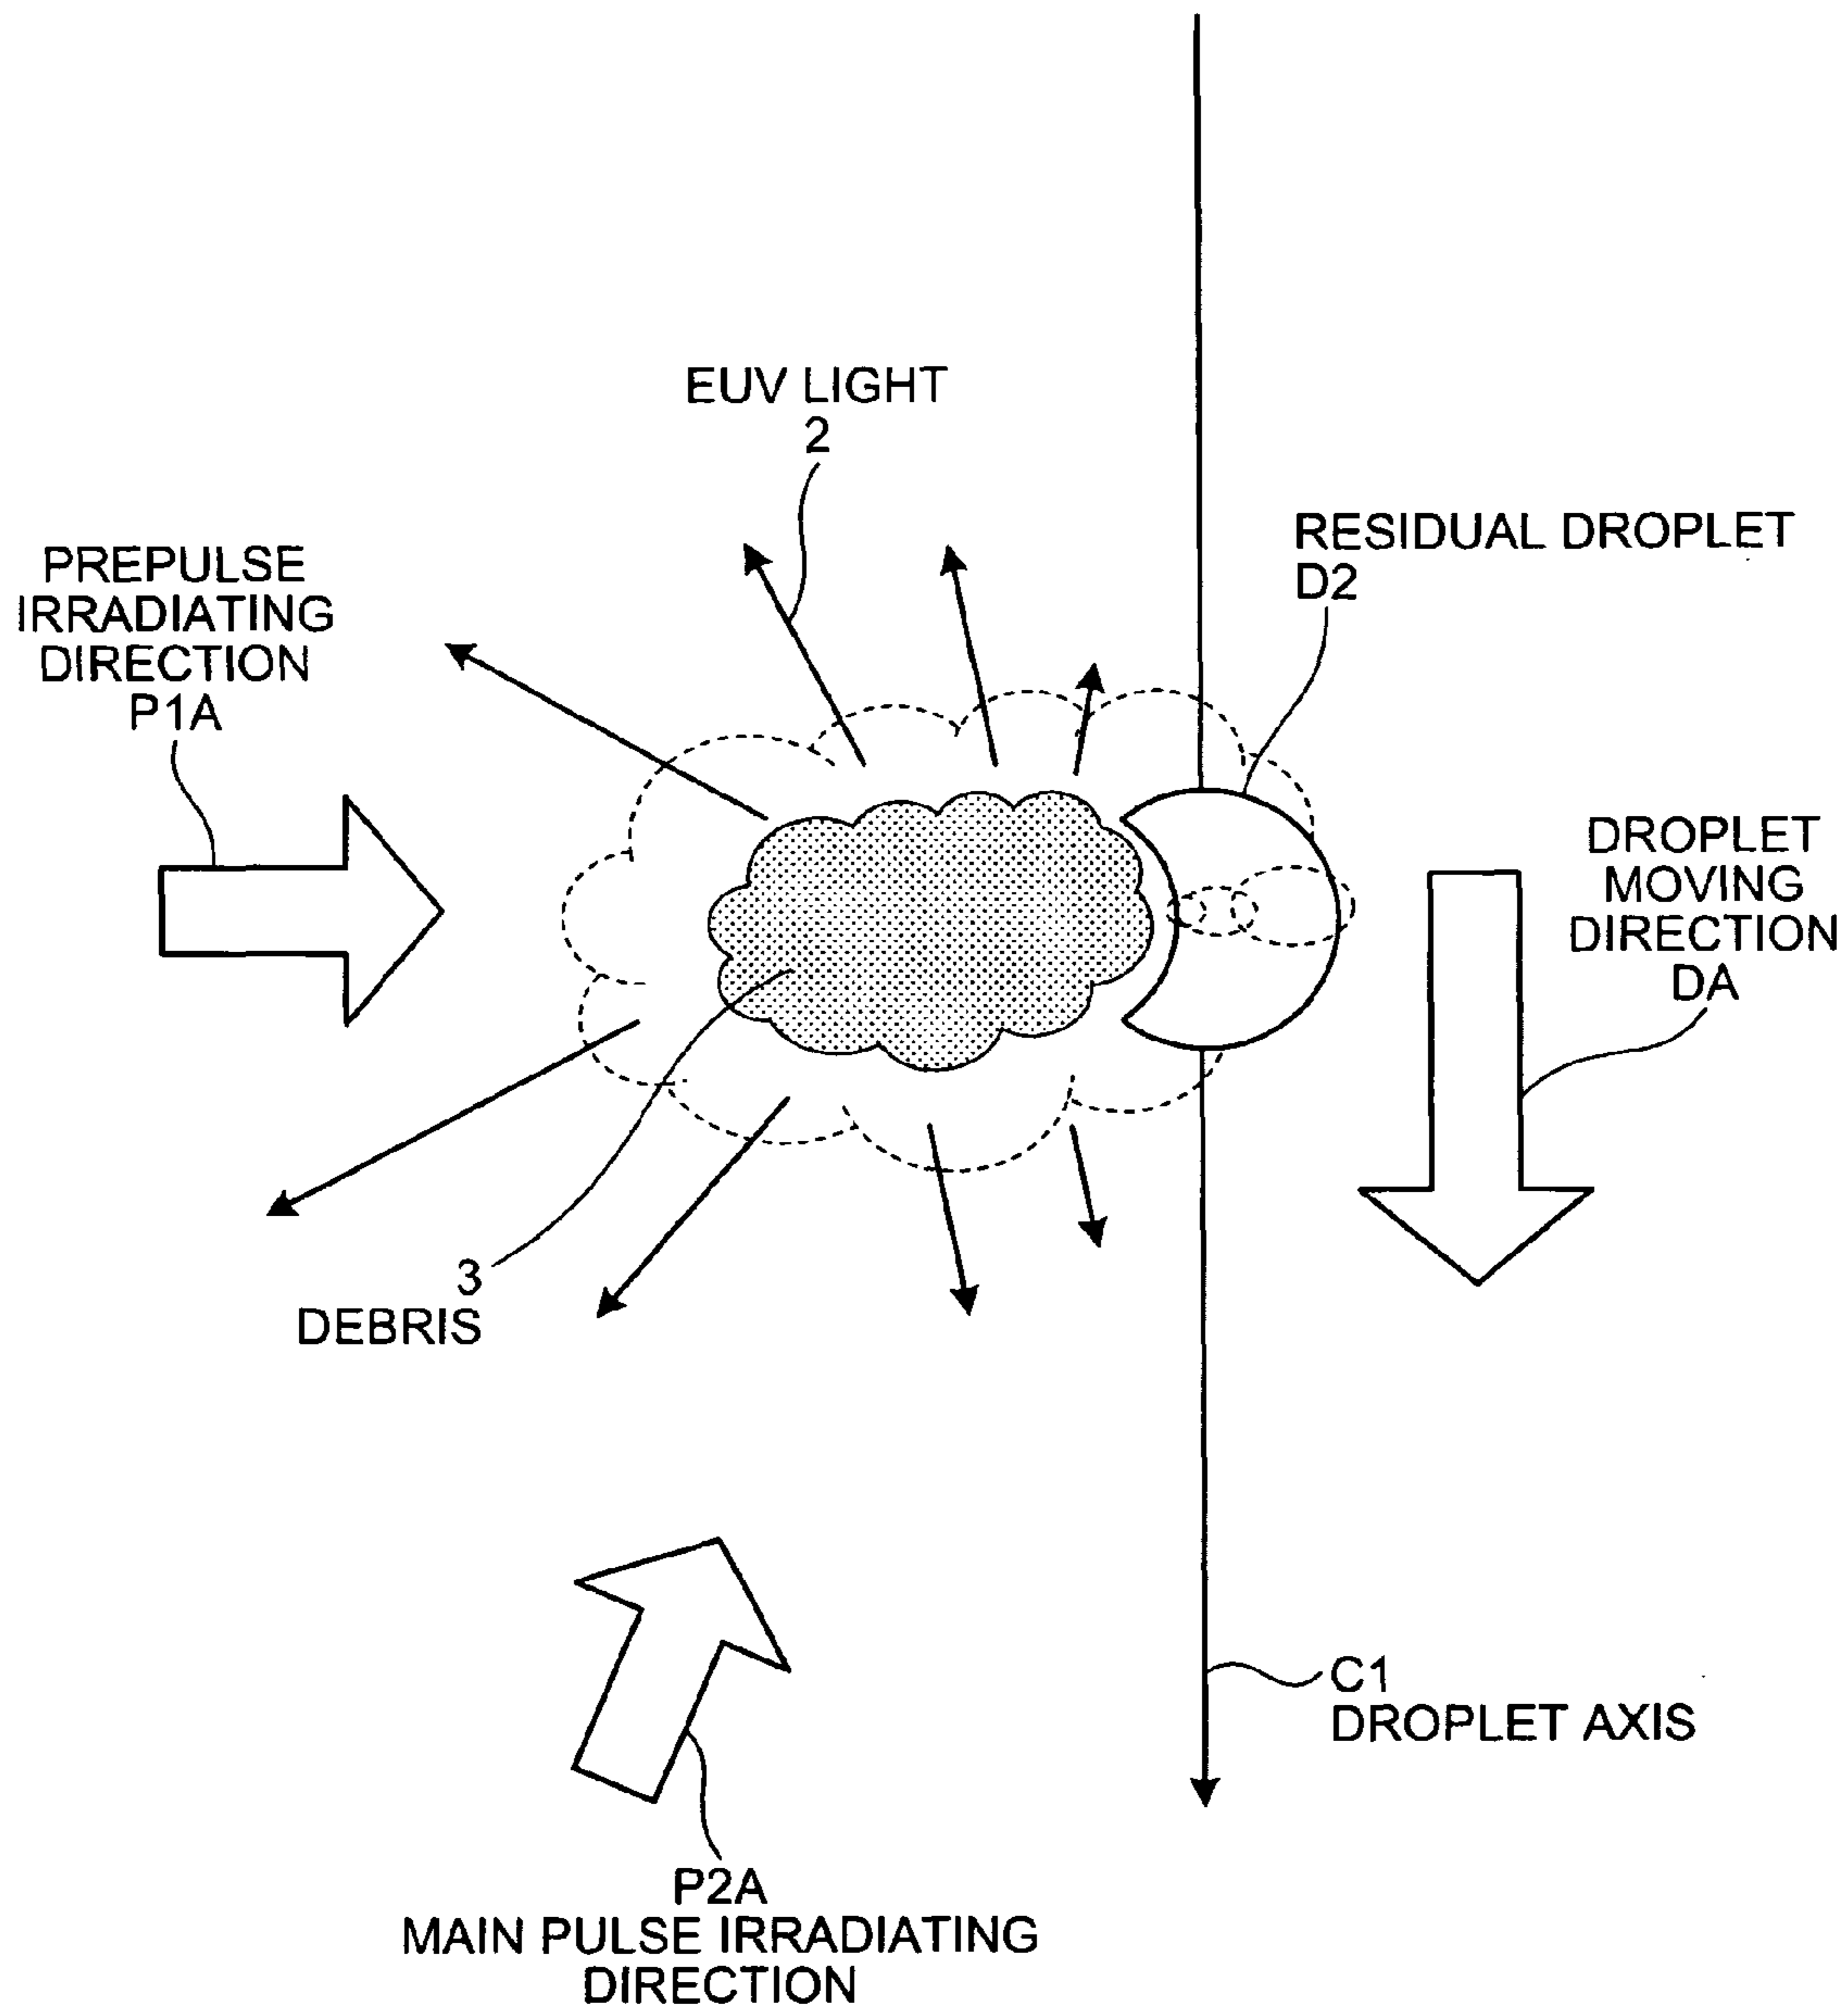 EUV LIGHT
2
PREPULSE
IRRADIATING
DIRECTION
P1A
RESIDUAL DROPLET
D2
DROPLET
MOVING
DIRECTION
DA
3
DEBRIS
C1
DROPLET AXIS
P2A
MAIN PULSE IRRADIATING
DIRECTION